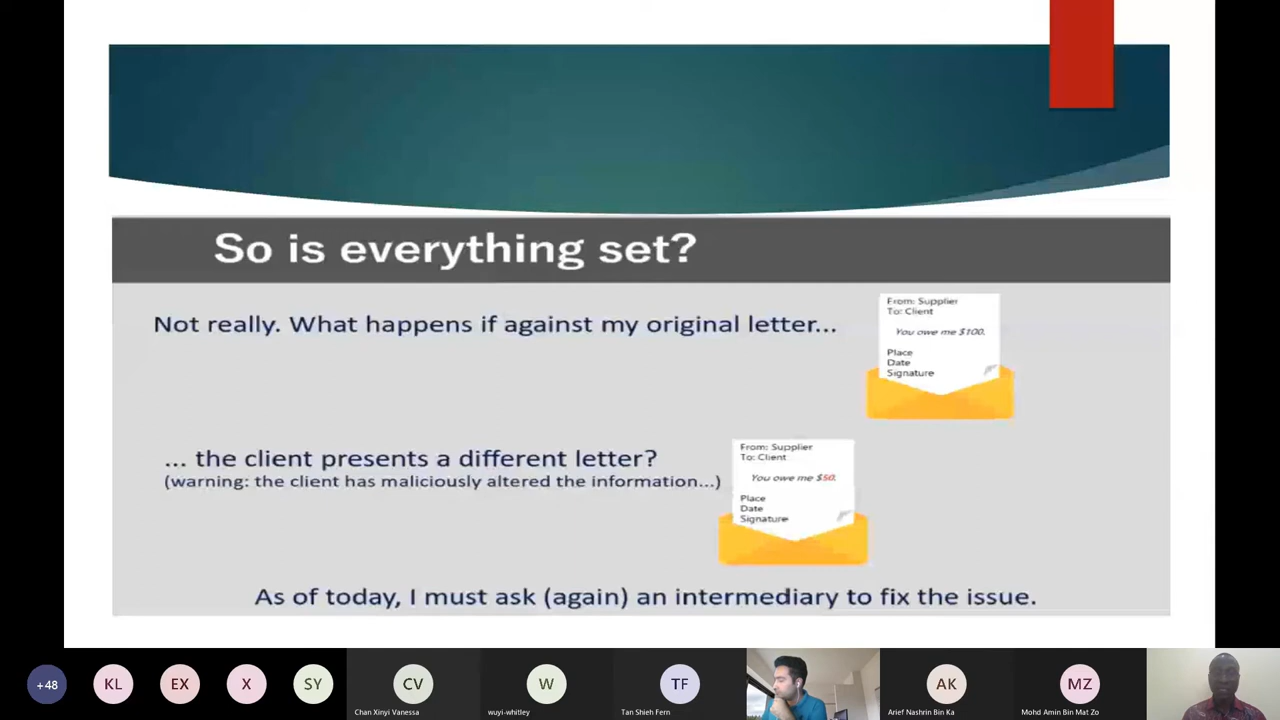 So is everything set?
Not really. What happens if against my original letter...
From: Supplier
To: Client
You owe me $100.
Place
Date
Signature
... the client presents a different letter?
(warning: the client has maliciously altered the information...)
From: Supplier
To: Client
You owe me $50.
Place
Date
Signature
As of today, I must ask (again) an intermediary to fix the issue.
+48
KL
EX
X
SY
CV
Chan Xinyi Vanessa
W
wuyi-whitley
TF
Tan Shieh Fern
AK
Arief Nashrin Bin Ka
MZ
Mohd Amin Bin Mat Zo